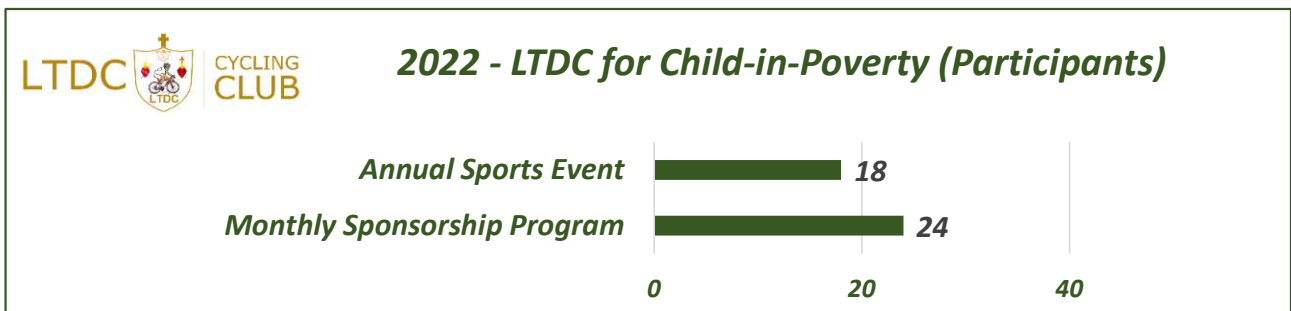 LTDC
LTDC
CYCLING
CLUB
2022 - LTDC for Child-in-Poverty (Participants)
Annual Sports Event 18
Monthly Sponsorship Program 24
0 20 40